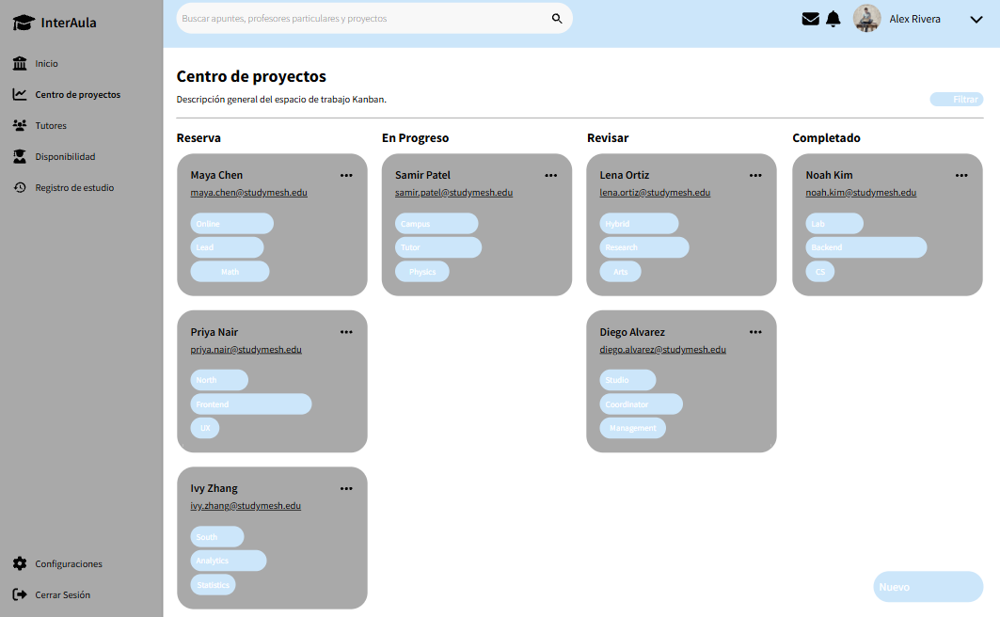 InterAula
Inicio
Centro de proyectos
Tutores
Disponibilidad
Registro de estudio
Configuraciones
Cerrar Sesión
Buscar apuntes, profesores particulares y proyectos
Alex Rivera
Centro de proyectos
Descripción general del espacio de trabajo Kanban.
Filtrar
Reserva
Maya Chen
maya.chen@studymesh.edu
Online
Lead
Math
Priya Nair
priya.nair@studymesh.edu
North
Frontend
UX
Ivy Zhang
ivy.zhang@studymesh.edu
South
Analytics
Statistics
En Progreso
Samir Patel
samir.patel@studymesh.edu
Campus
Tutor
Physics
Revisar
Lena Ortiz
lena.ortiz@studymesh.edu
Hybrid
Research
Arts
Diego Alvarez
diego.alvarez@studymesh.edu
Studio
Coordinator
Management
Completado
Noah Kim
noah.kim@studymesh.edu
Lab
Backend
CS
Nuevo